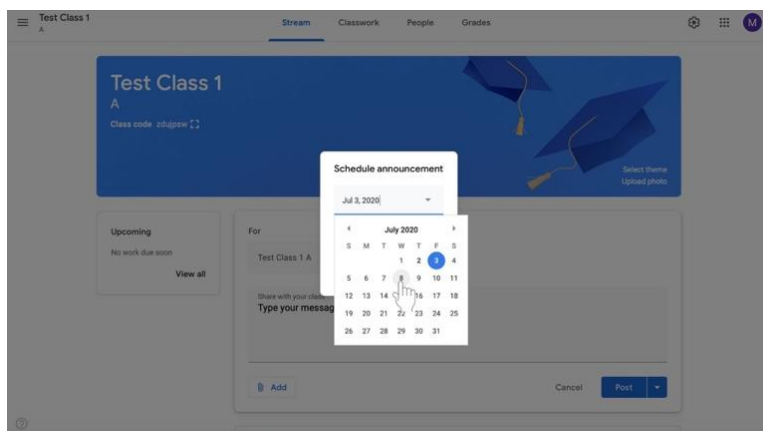 Test Class 1
A
Stream Classwork People Grades
M
Test Class 1
A
Class code zdujpsw
Select theme
Upload photo
Schedule announcement
Jul 3, 2020
July 2020
S M T W T F S
1 2 3 4
5 6 7 8 9 10 11
12 13 14 16 17 18
19 20 21 22 23 24 25
26 27 28 29 30 31
Upcoming
No work due soon
View all
For
Test Class 1 A
Share with your class
Type your messag
Add
Cancel
Post